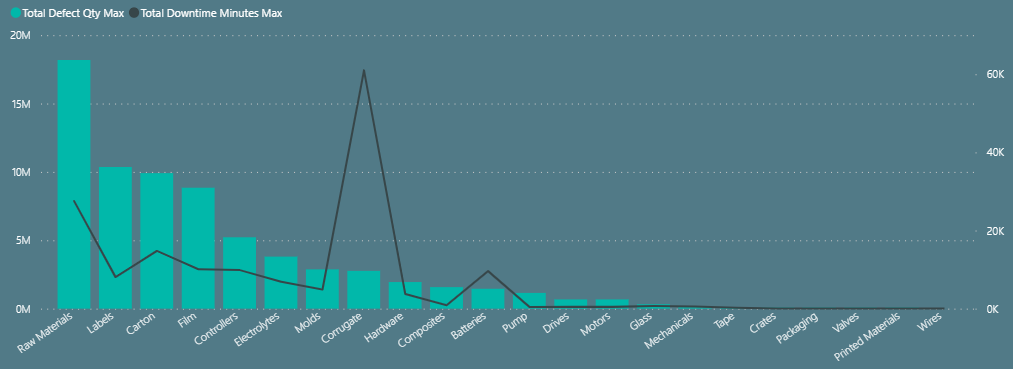 Total Defect Qty Max Total Downtime Minutes Max
20M
15M
10M
5M
0M
60K
40K
20K
0K
Raw Materials
Labels
Carton
Film
Controllers
Electrolytes
Molds
Corrugate
Hardware
Composites
Batteries
Pump
Drives
Motors
Glass
Mechanicals
Tape
Crates
Packaging
Valves
Printed Materials
Wires